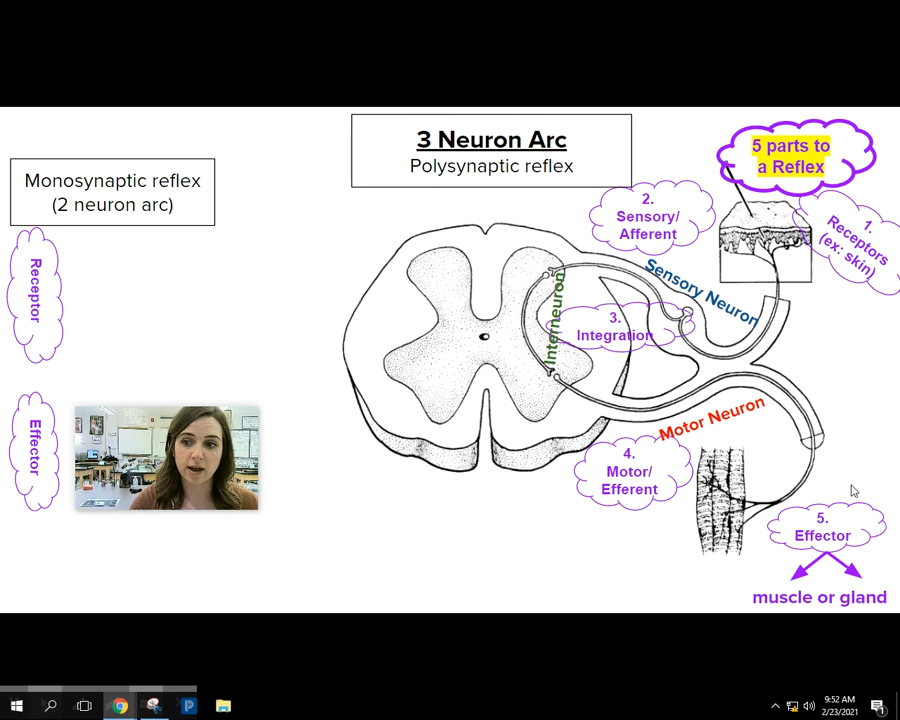 3 Neuron Arc
Polysynaptic reflex
5 parts to
a Reflex
Monosynaptic reflex
(2 neuron arc)
Receptor
Effector
1.
Receptors
(ex: skin)
2.
Sensory/
Afferent
Sensory Neuron
Interneuron
3.
Integration
Motor Neuron
4.
Motor/
Efferent
5.
Effector
muscle or gland
9:52 AM
2/23/2021